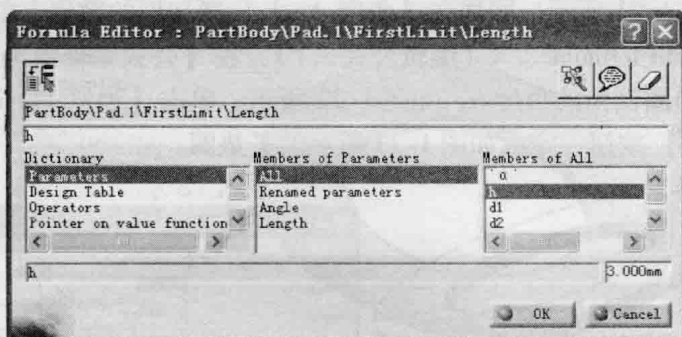 Formula Editor : PartBody\Pad.1\FirstLimit\Length
PartBody\Pad.1\FirstLimit\Length
h
Dictionary Members of Parameters Members of All
Parameters All `α`
Design Table Renamed parameters h
Operators Angle d1
Pointer on value function Length d2
h 3.000mm
OK Cancel